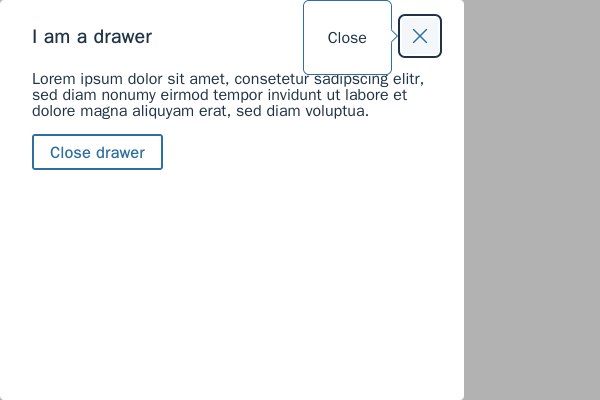 I am a drawer
Close
Lorem ipsum dolor sit amet, consetetur sadipscing elitr,
sed diam nonumy eirmod tempor invidunt ut labore et
dolore magna aliquyam erat, sed diam voluptua.
Close drawer